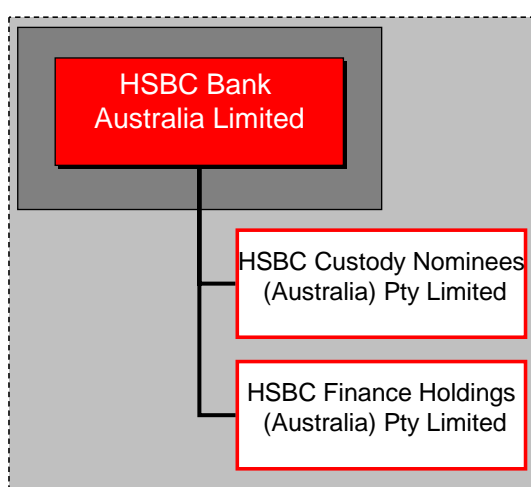 HSBC Bank
Australia Limited
HSBC Custody Nominees
(Australia) Pty Limited
HSBC Finance Holdings
(Australia) Pty Limited